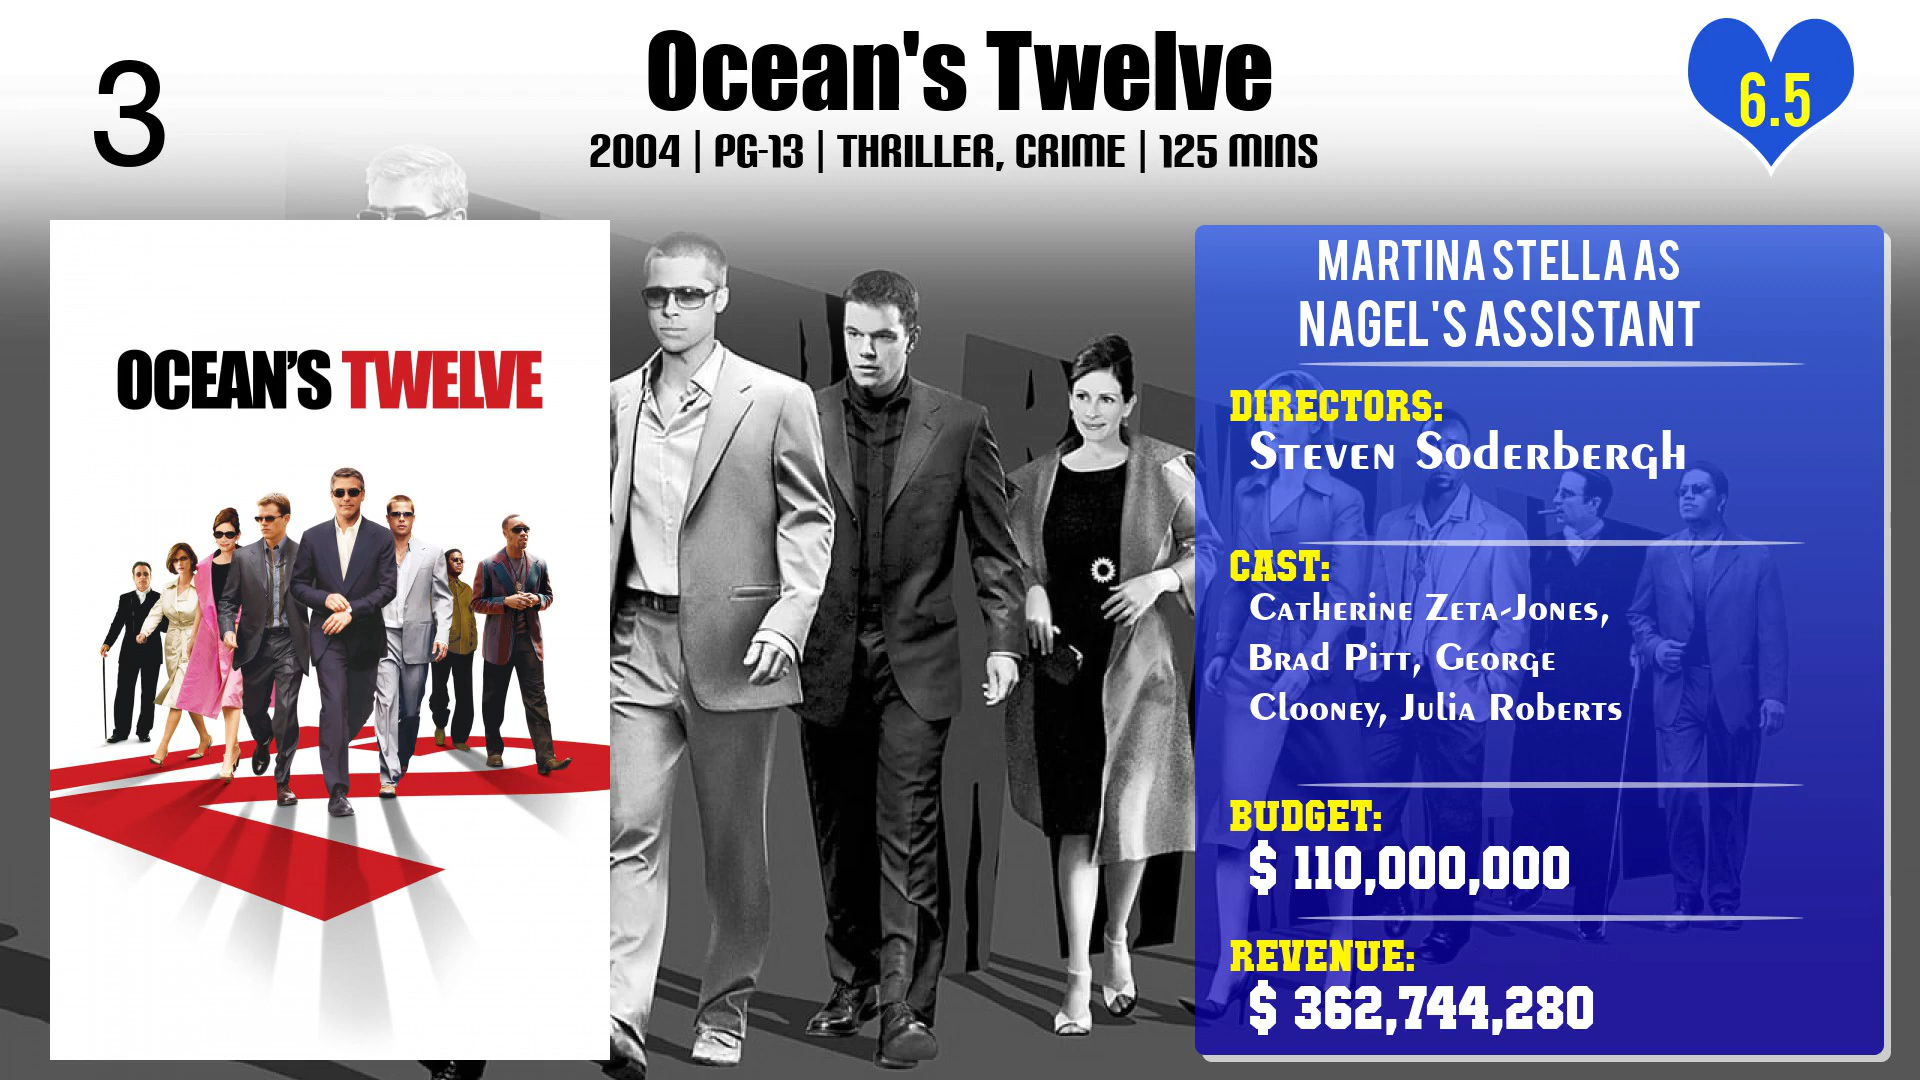 3
Ocean's Twelve
2004 | PG-13 | THRILLER, CRIME | 125 MINS
6.5
OCEAN'S TWELVE
MARTINA STELLA AS
NAGEL'S ASSISTANT
DIRECTORS:
Steven Soderbergh
CAST:
Catherine Zeta-Jones,
Brad Pitt, George
Clooney, Julia Roberts
BUDGET:
$ 110,000,000
REVENUE:
$ 362,744,280